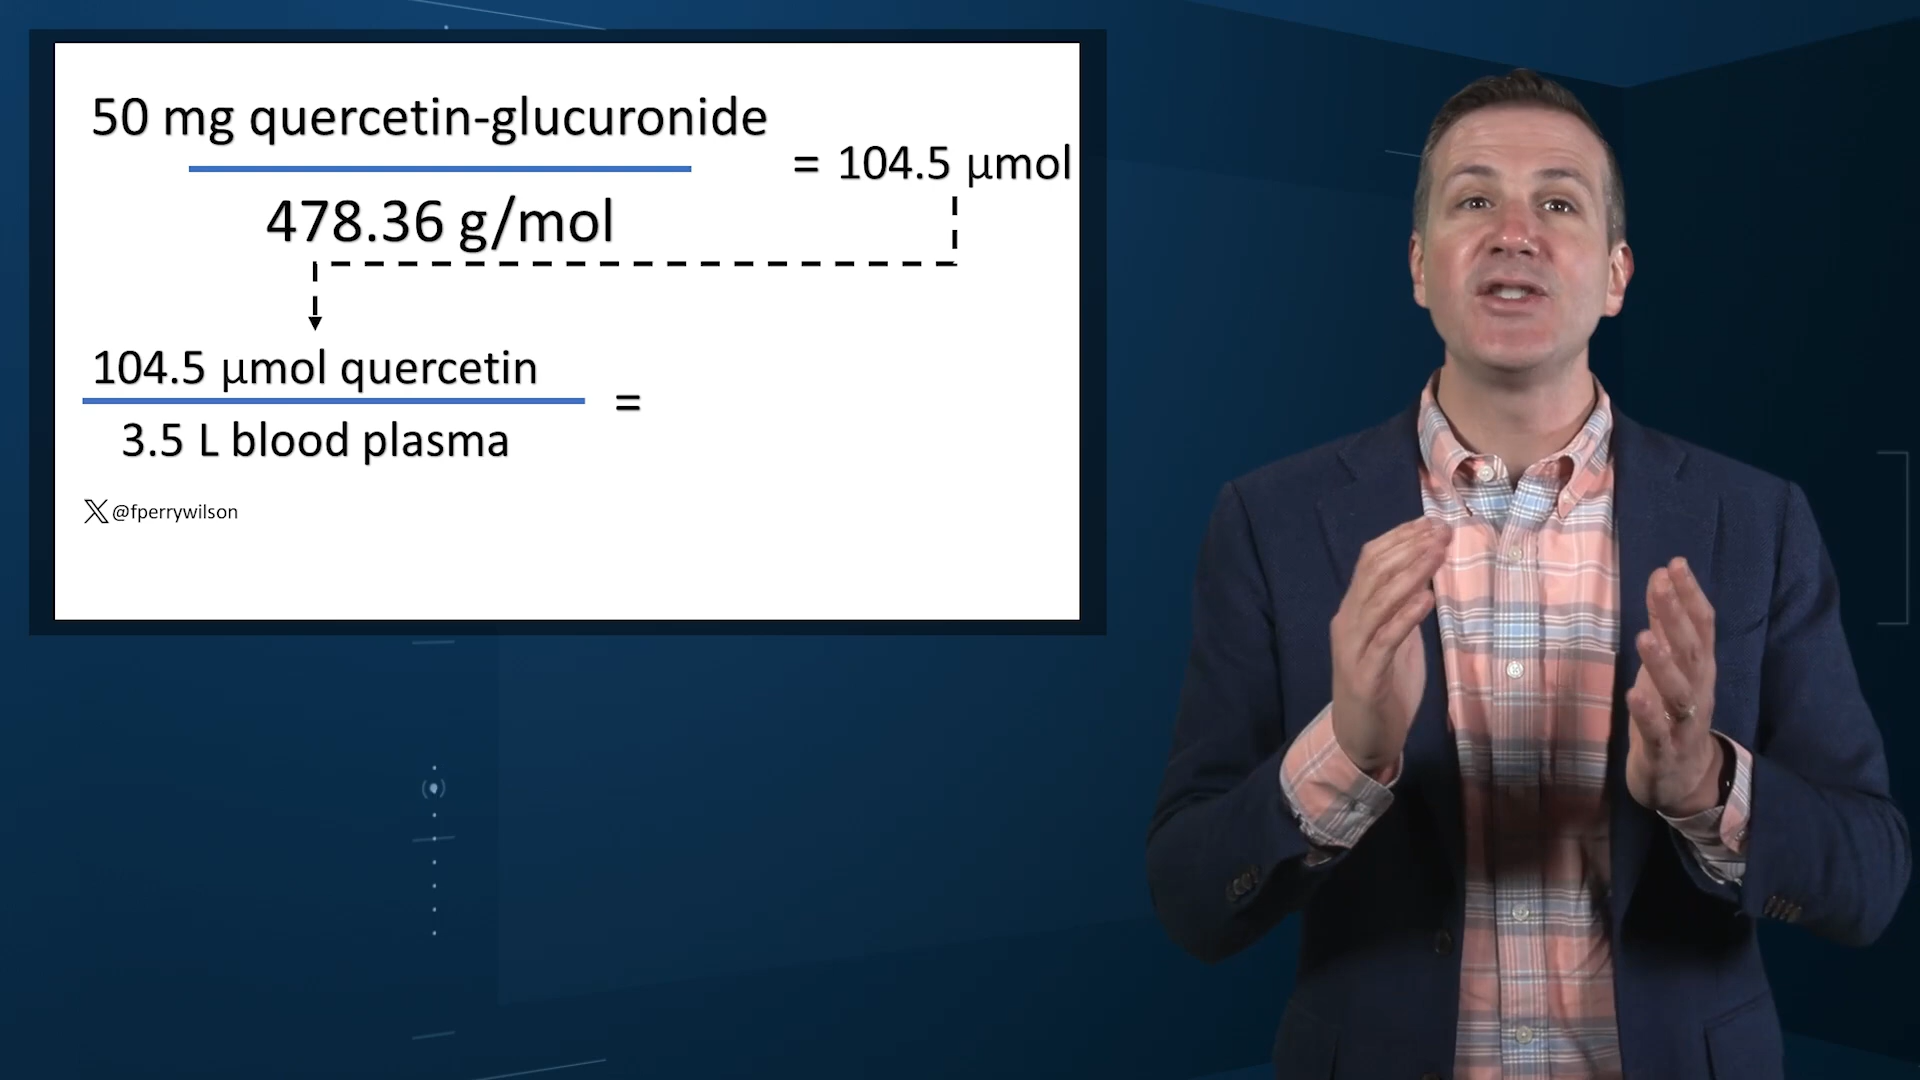 50 mg quercetin-glucuronide
= 104.5 µmol
478.36 g/mol
104.5 µmol quercetin
=
3.5 L blood plasma
X @fperrywilson